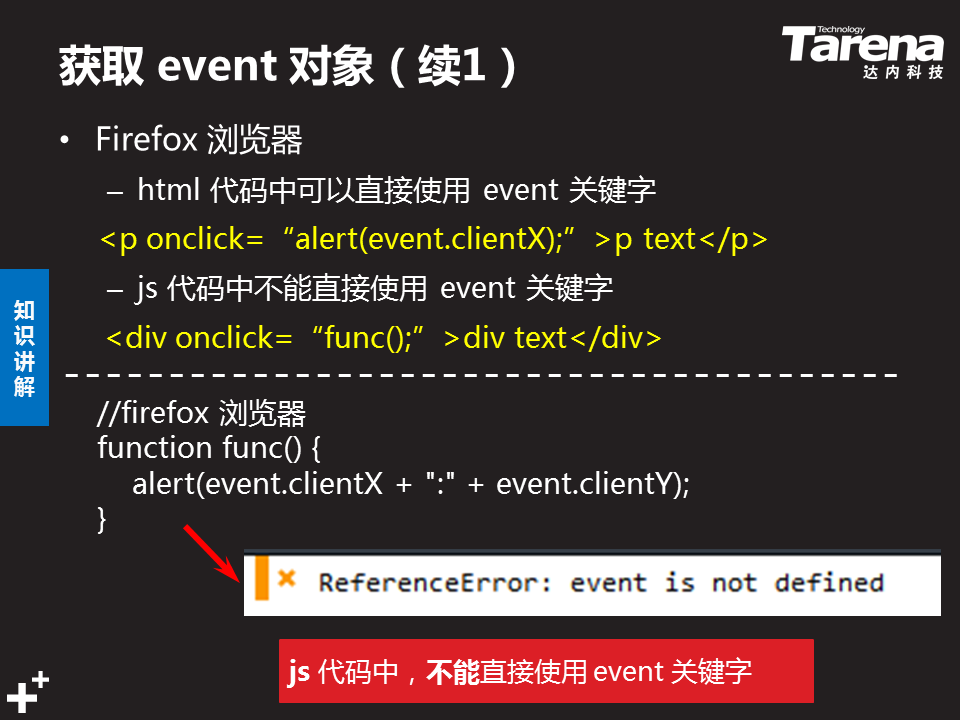 获取 event 对象（续1）
Technology
Tarena
达内科技
• Firefox 浏览器
– html 代码中可以直接使用 event 关键字
<p onclick=“alert(event.clientX);”>p text</p>
– js 代码中不能直接使用 event 关键字
<div onclick=“func();”>div text</div>
知识讲解
//firefox 浏览器
function func() {
alert(event.clientX + ":" + event.clientY);
}
ReferenceError: event is not defined
js 代码中，不能直接使用 event 关键字